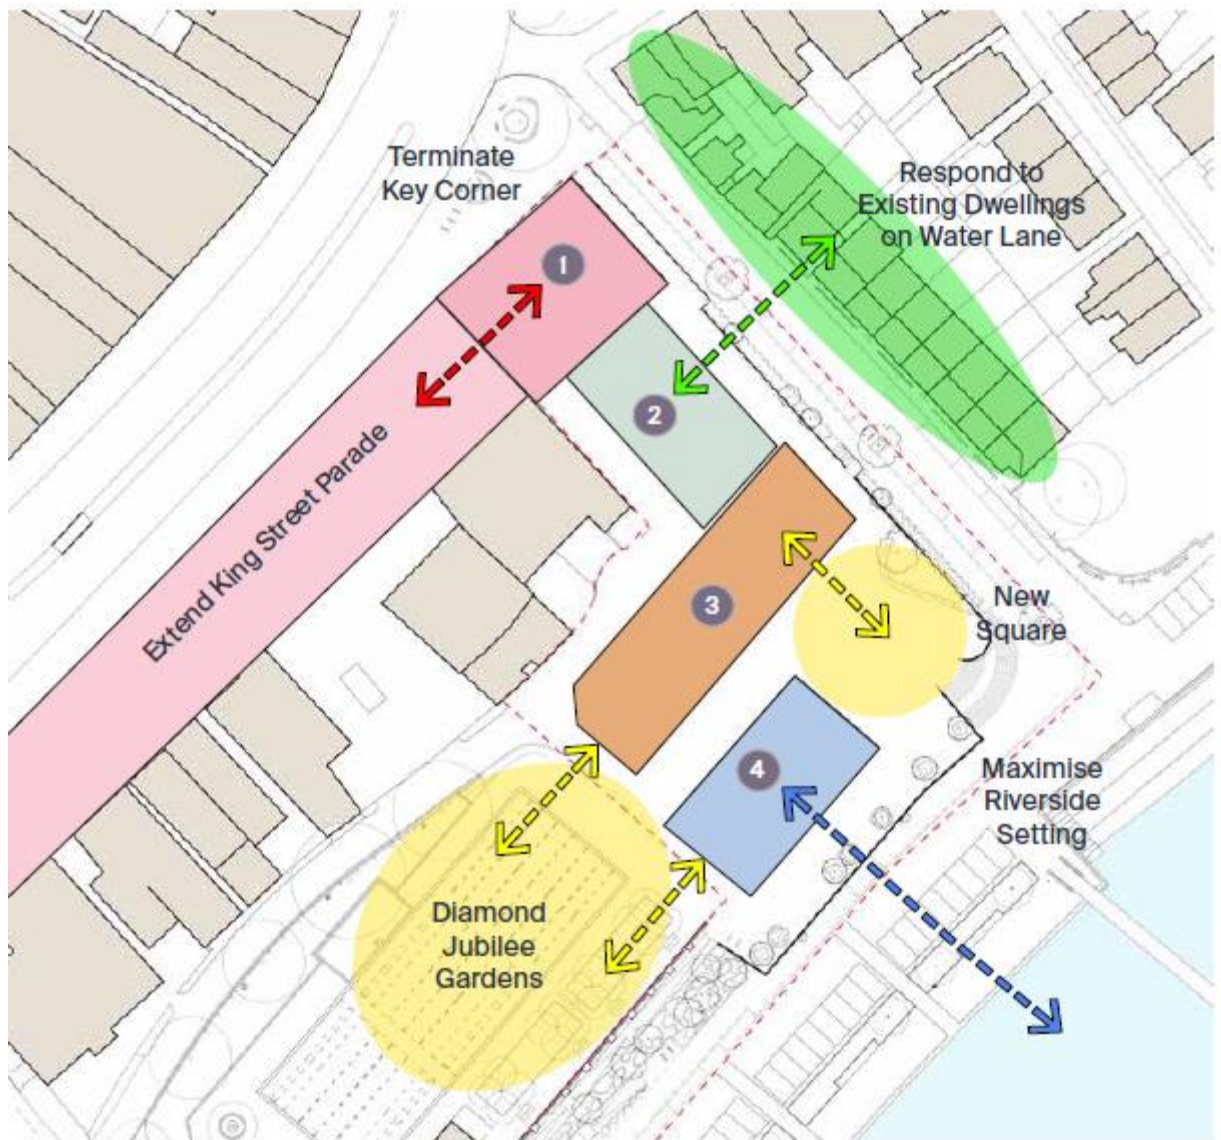 Terminate
Key Corner
Respond to
Existing Dwellings
on Water Lane
1
2
Extend King Street Parade
3
New
Square
4
Maximise
Riverside
Setting
Diamond
Jubilee
Gardens